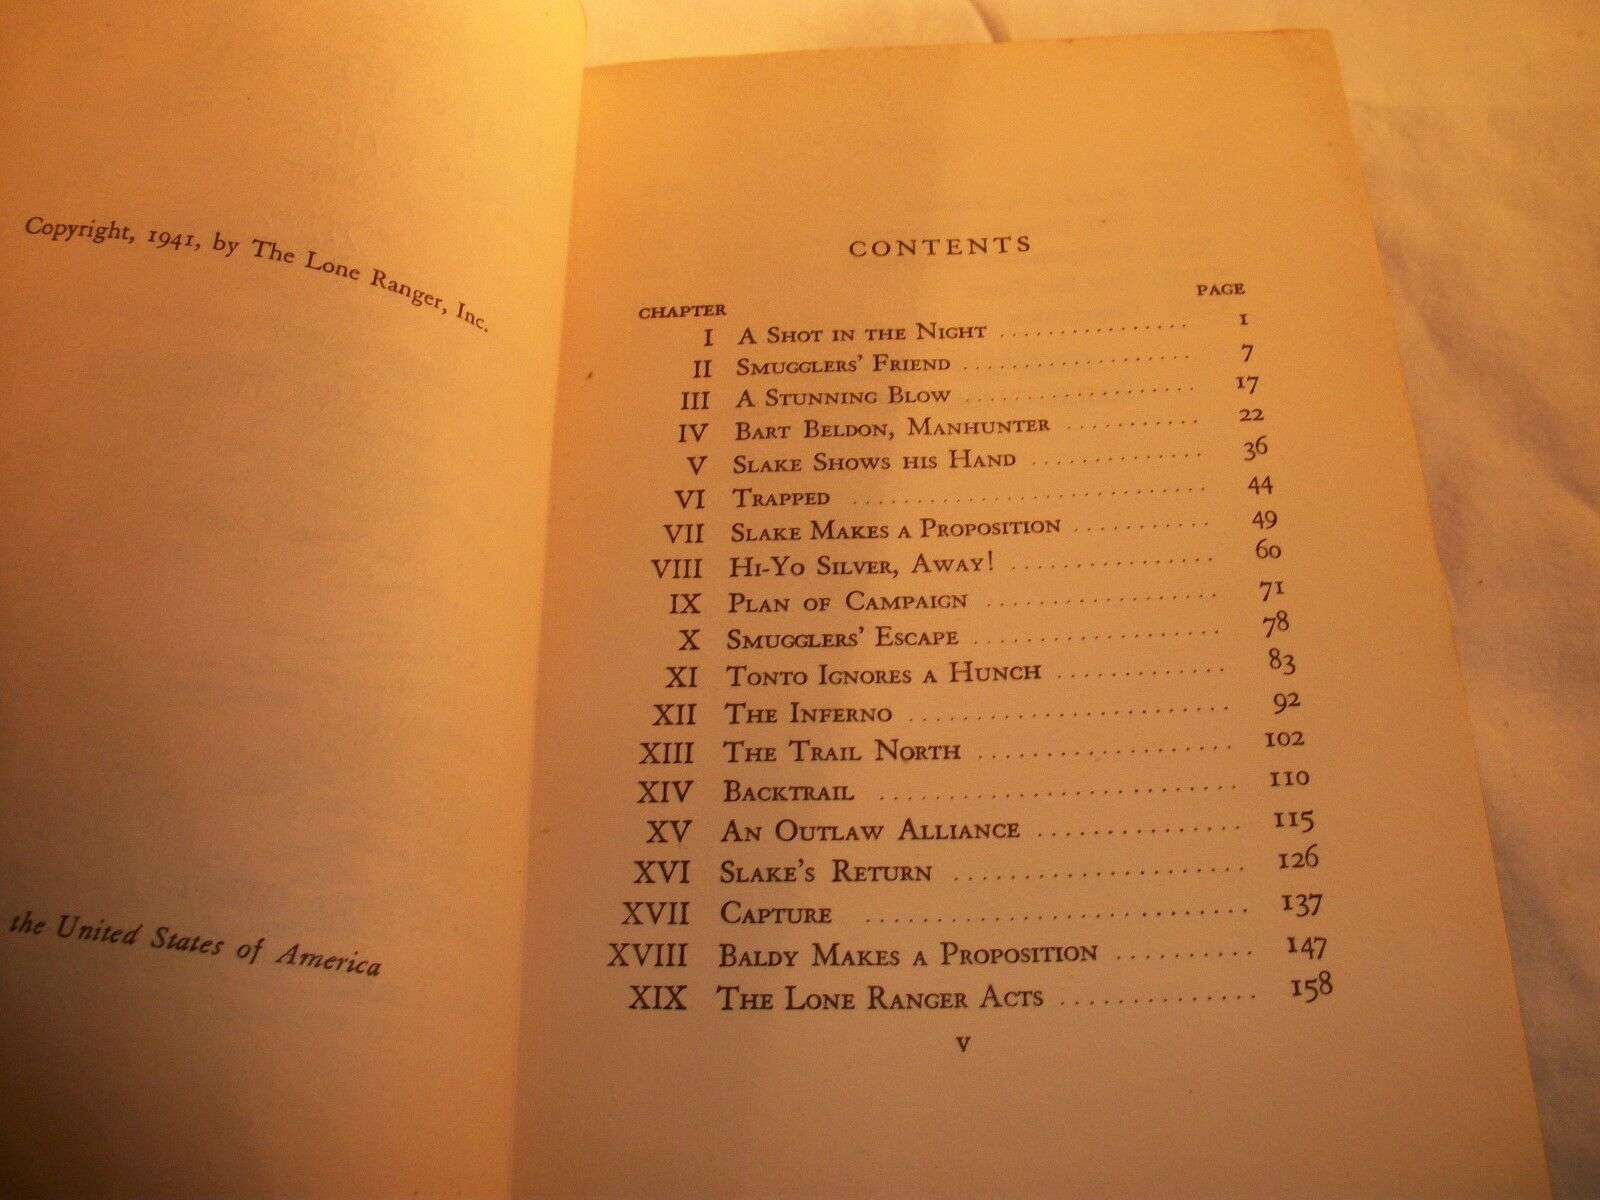 Copyright, 1941, by The Lone Ranger, Inc.
the United States of America
CONTENTS
CHAPTER PAGE
I A Shot in the Night ................ 1
II Smugglers' Friend .................. 7
III A Stunning Blow .................. 17
IV Bart Beldon, Manhunter ........... 22
V Slake Shows his Hand .............. 36
VI Trapped ........................... 44
VII Slake Makes a Proposition ........... 49
VIII Hi-Yo Silver, Away! ................ 60
IX Plan of Campaign .................. 71
X Smugglers' Escape ................... 78
XI Tonto Ignores a Hunch ............. 83
XII The Inferno ......................... 92
XIII The Trail North .................... 102
XIV Backtrail .......................... 110
XV An Outlaw Alliance ................ 115
XVI Slake's Return ...................... 126
XVII Capture ........................... 137
XVIII Baldy Makes a Proposition .......... 147
XIX The Lone Ranger Acts .............. 158
v